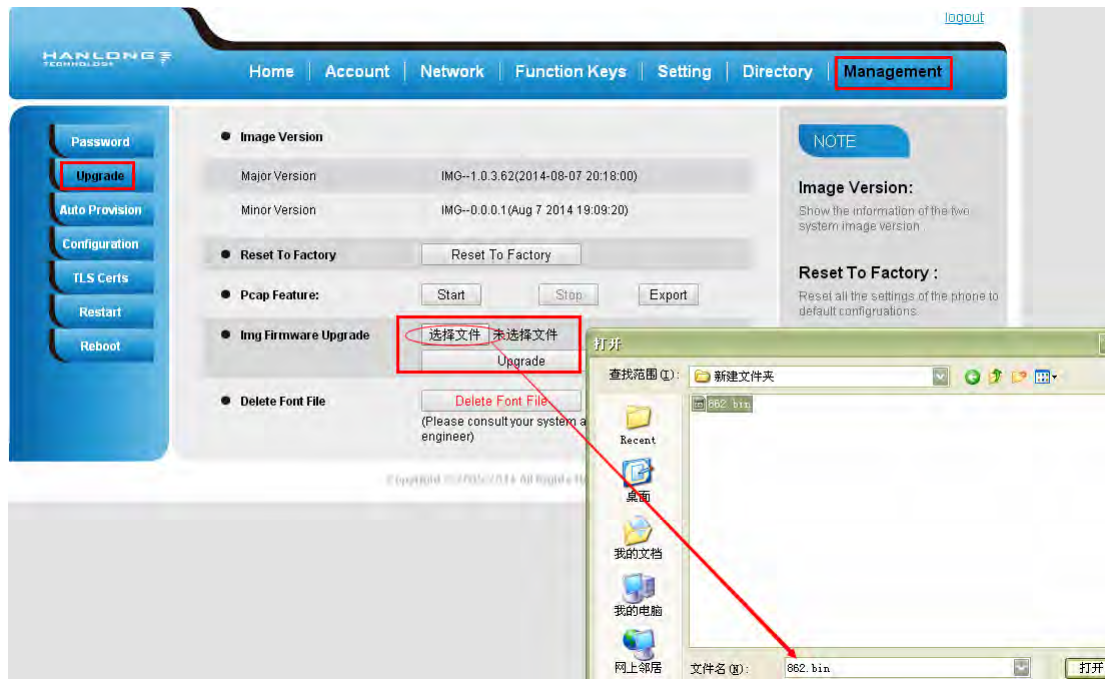 logout
HANLONG
TECHNOLOGY
Home Account Network Function Keys Setting Directory Management
Password
Upgrade
Auto Provision
Configuration
TLS Certs
Restart
Reboot
Image Version
Major Version IMG--1.0.3.62(2014-08-07 20:18:00)
Minor Version IMG--0.0.0.1(Aug 7 2014 19:09:20)
Reset To Factory Reset To Factory
Pcap Feature: Start Stop Export
Img Firmware Upgrade 选择文件 未选择文件
Upgrade
Delete Font File Delete Font File
(Please consult your system a
engineer)
NOTE
Image Version:
Show the information of the two
system image version
Reset To Factory :
Reset all the settings of the phone to
default configruations
打开
查找范围(I): 新建文件夹
862.bin
Recent
桌面
我的文档
我的电脑
网上邻居
文件名(N): 862.bin 打开